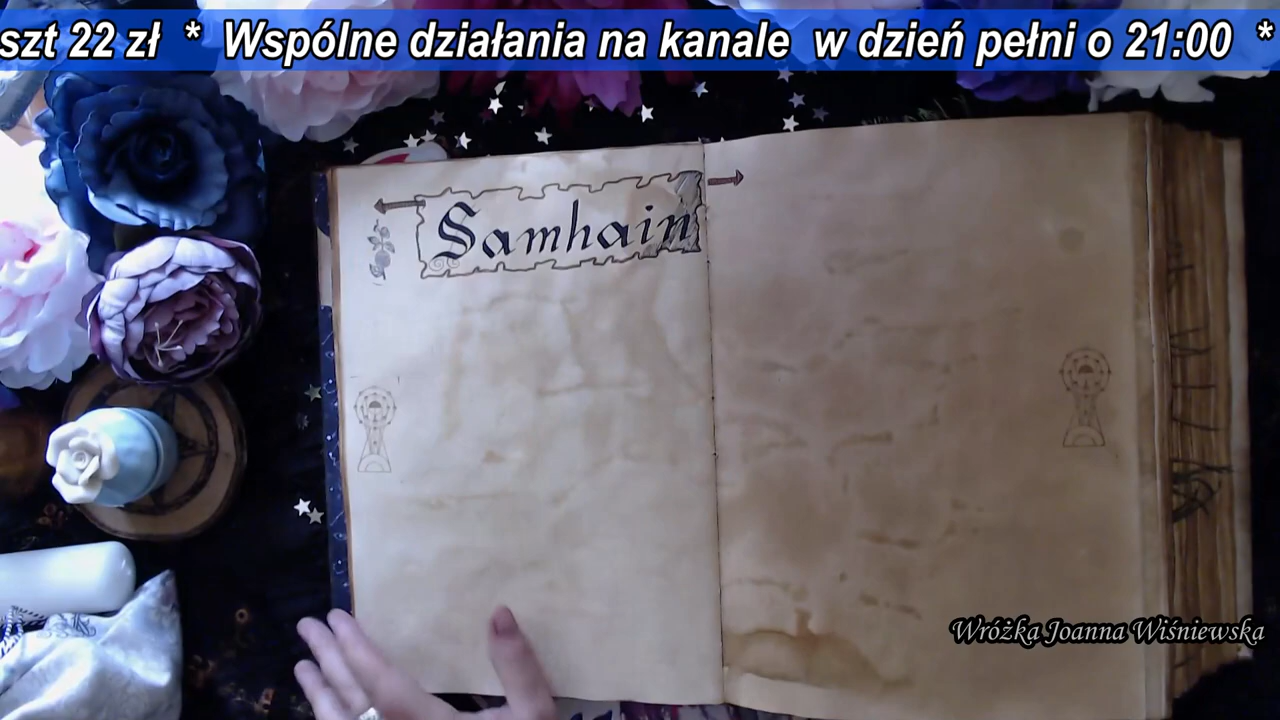 szt 22 zł * Wspólne działania na kanale w dzień pełni o 21:00 *
Samhain
Wróżka Joanna Wiśniewska